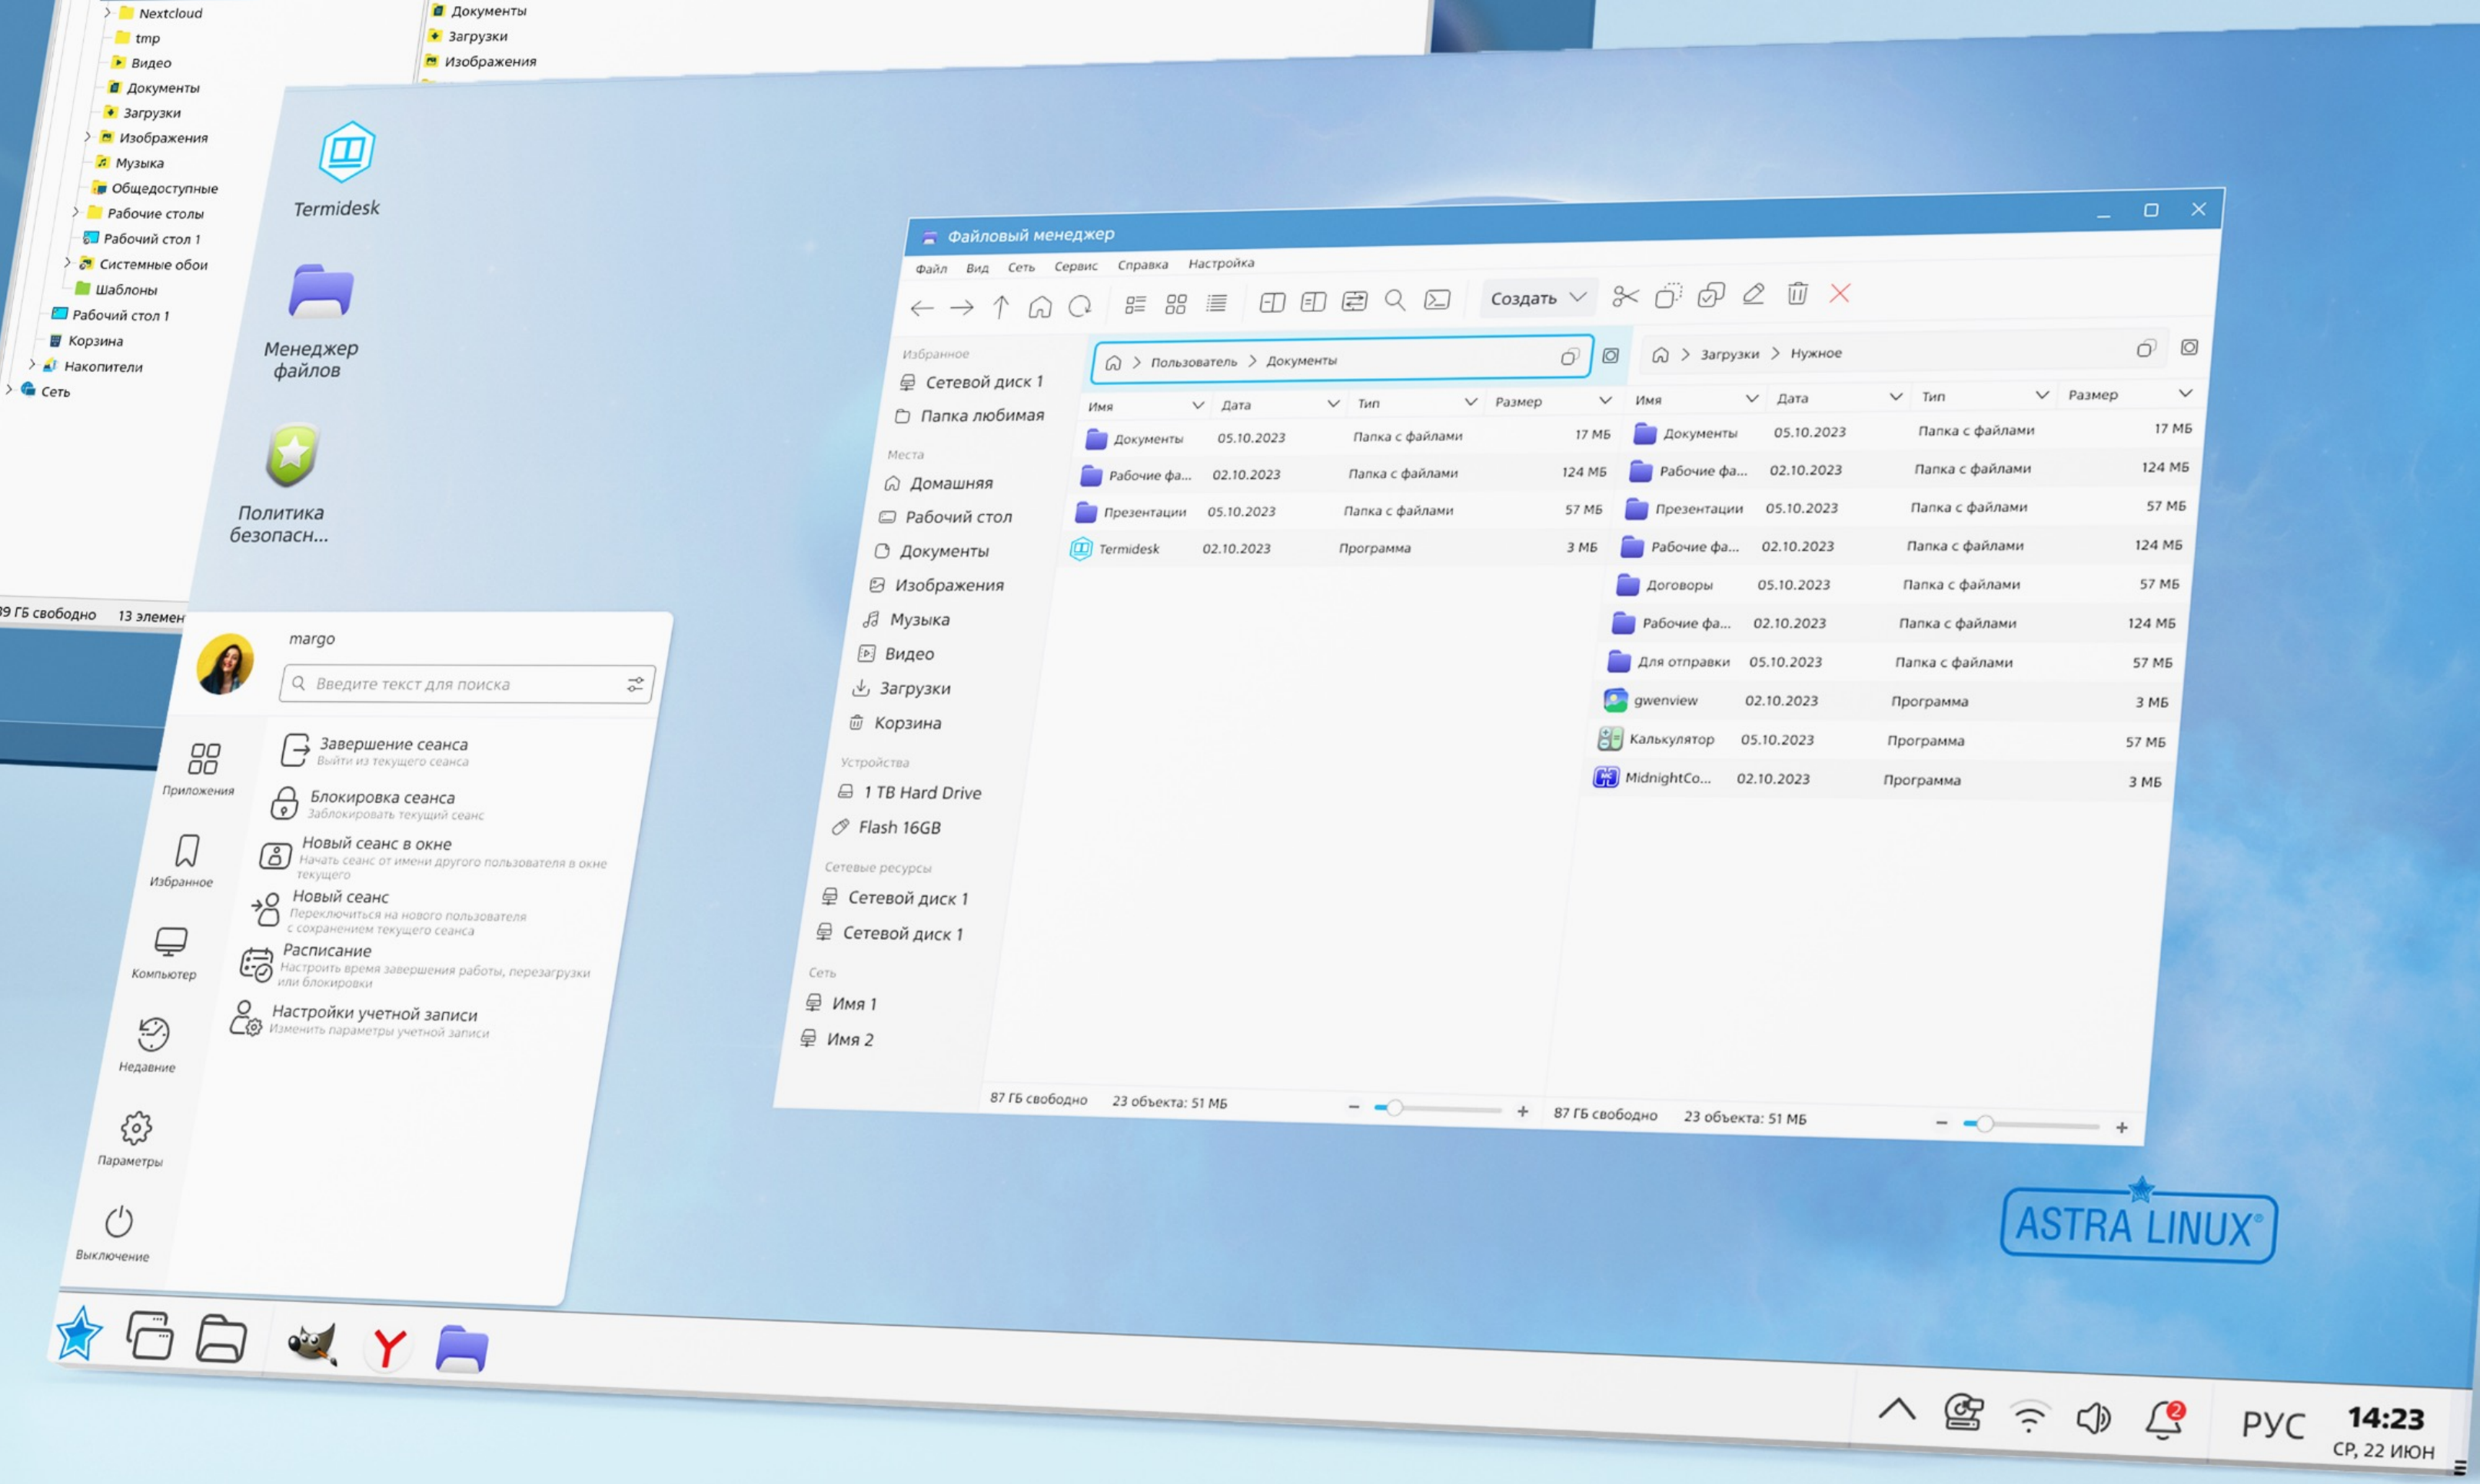 Nextcloud
tmp
Видео
Документы
Загрузки
Изображения
Музыка
Общедоступные
Рабочие столы
Рабочий стол 1
Системные обои
Шаблоны
Рабочий стол 1
Корзина
Накопители
Сеть
Документы
Загрузки
Изображения
39 ГБ свободно 13 элемен
Termidesk
Менеджер
файлов
Политика
безопасн...
margo
Введите текст для поиска
Приложения
Избранное
Компьютер
Недавние
Параметры
Выключение
Завершение сеанса
Выйти из текущего сеанса
Блокировка сеанса
Заблокировать текущий сеанс
Новый сеанс в окне
Начать сеанс от имени другого пользователя в окне
текущего
Новый сеанс
Переключиться на нового пользователя
с сохранением текущего сеанса
Расписание
Настроить время завершения работы, перезагрузки
или блокировки
Настройки учетной записи
Изменить параметры учетной записи
Файловый менеджер
Файл Вид Сеть Сервис Справка Настройка
Создать
Избранное
Сетевой диск 1
Папка любимая
Места
Домашняя
Рабочий стол
Документы
Изображения
Музыка
Видео
Загрузки
Корзина
Устройства
1 TB Hard Drive
Flash 16GB
Сетевые ресурсы
Сетевой диск 1
Сетевой диск 1
Сеть
Имя 1
Имя 2
Пользователь Документы
Имя Дата Тип Размер
Документы 05.10.2023 Папка с файлами 17 МБ
Рабочие фа... 02.10.2023 Папка с файлами 124 МБ
Презентации 05.10.2023 Папка с файлами 57 МБ
Termidesk 02.10.2023 Программа 3 МБ
87 ГБ свободно 23 объекта: 51 МБ
Загрузки Нужное
Имя Дата Тип Размер
Документы 05.10.2023 Папка с файлами 17 МБ
Рабочие фа... 02.10.2023 Папка с файлами 124 МБ
Презентации 05.10.2023 Папка с файлами 57 МБ
Рабочие фа... 02.10.2023 Папка с файлами 124 МБ
Договоры 05.10.2023 Папка с файлами 57 МБ
Рабочие фа... 02.10.2023 Папка с файлами 124 МБ
Для отправки 05.10.2023 Папка с файлами 57 МБ
gwenview 02.10.2023 Программа 3 МБ
Калькулятор 05.10.2023 Программа 57 МБ
MidnightCo... 02.10.2023 Программа 3 МБ
87 ГБ свободно 23 объекта: 51 МБ
ASTRA LINUX®
2
РУС
14:23
СР, 22 ИЮН